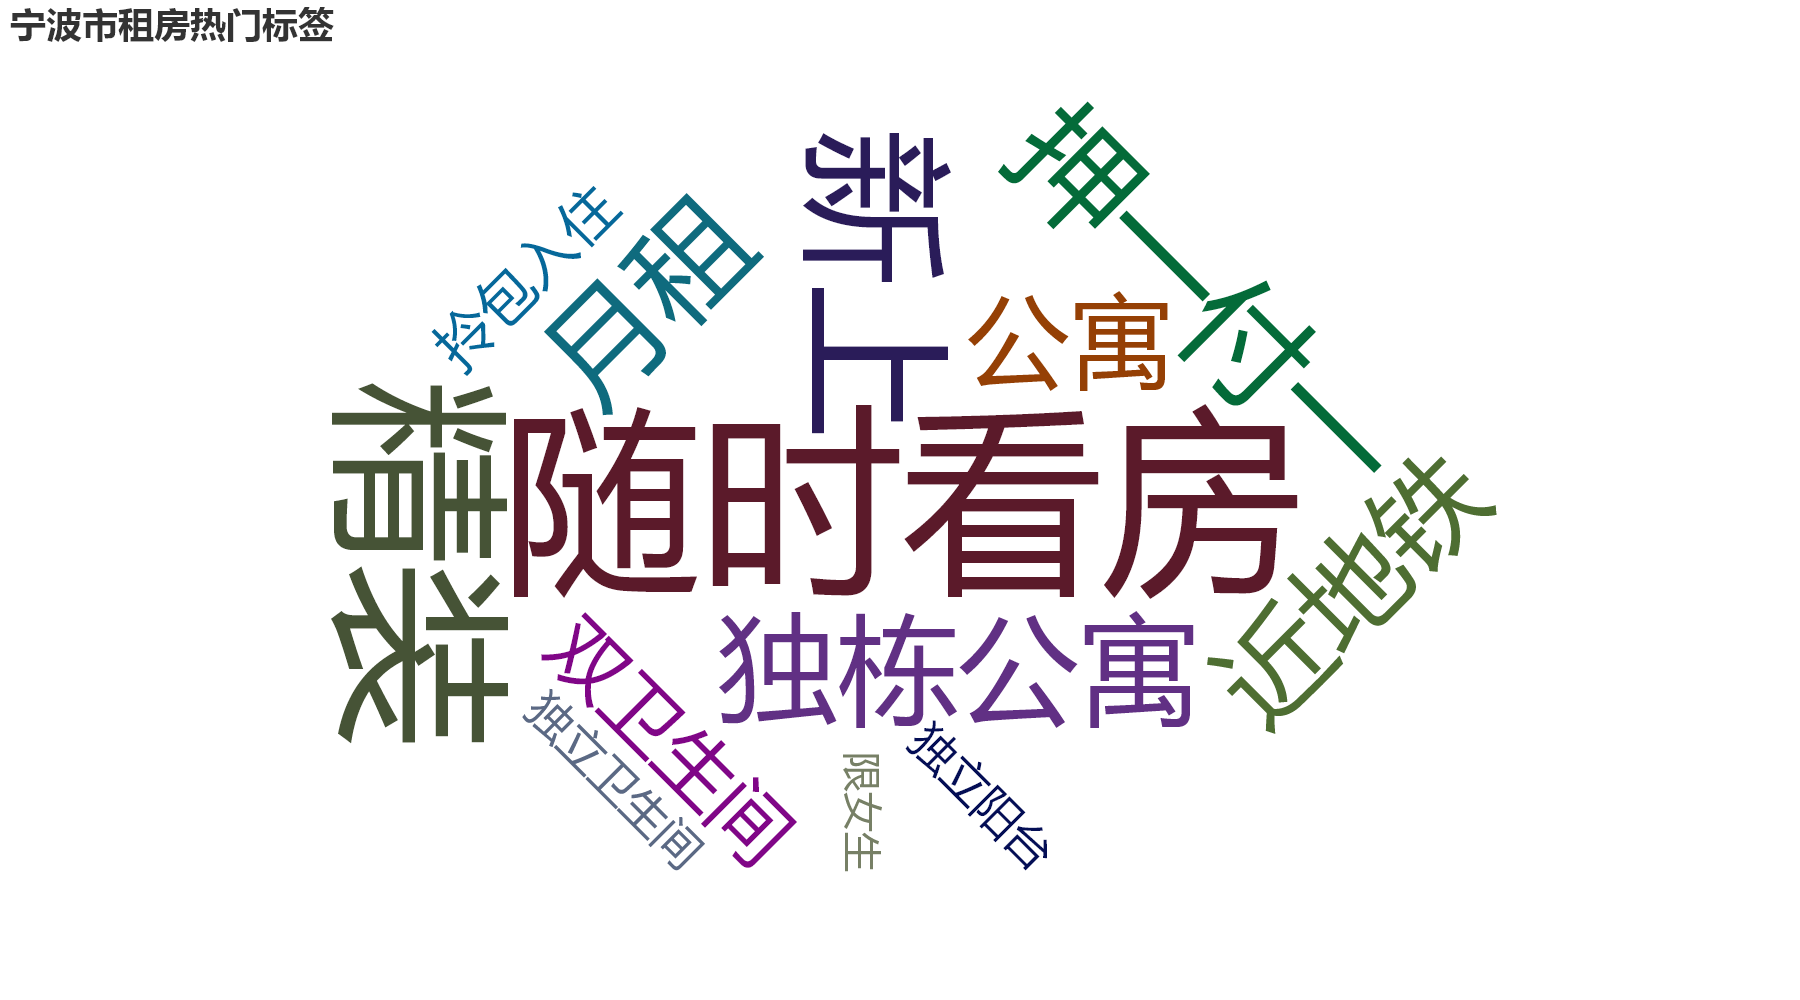 宁波市租房热门标签
新上
押一付一
拎包入住
月租
公寓
精装
随时看房
近地铁
双卫生间
独栋公寓
独立卫生间
限女生
独立阳台